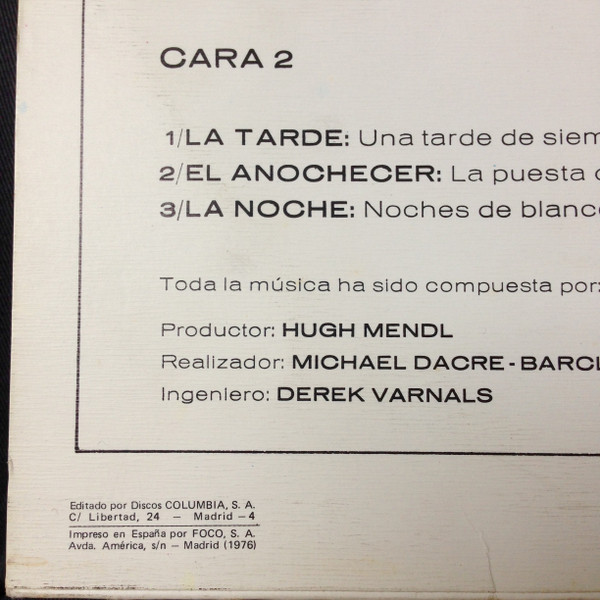 CARA 2
1/LA TARDE: Una tarde de siem
2/EL ANOCHECER: La puesta
3/LA NOCHE: Noches de blanc
Toda la música ha sido compuesta por:
Productor: HUGH MENDL
Realizador: MICHAEL DACRE-BARCL
Ingeniero: DEREK VARNALS
Editado por Discos COLUMBIA, S. A.
C/ Libertad, 24 — Madrid —4
Impreso en España por FOCO, S. A.
Avda. América, s/n — Madrid (1976)